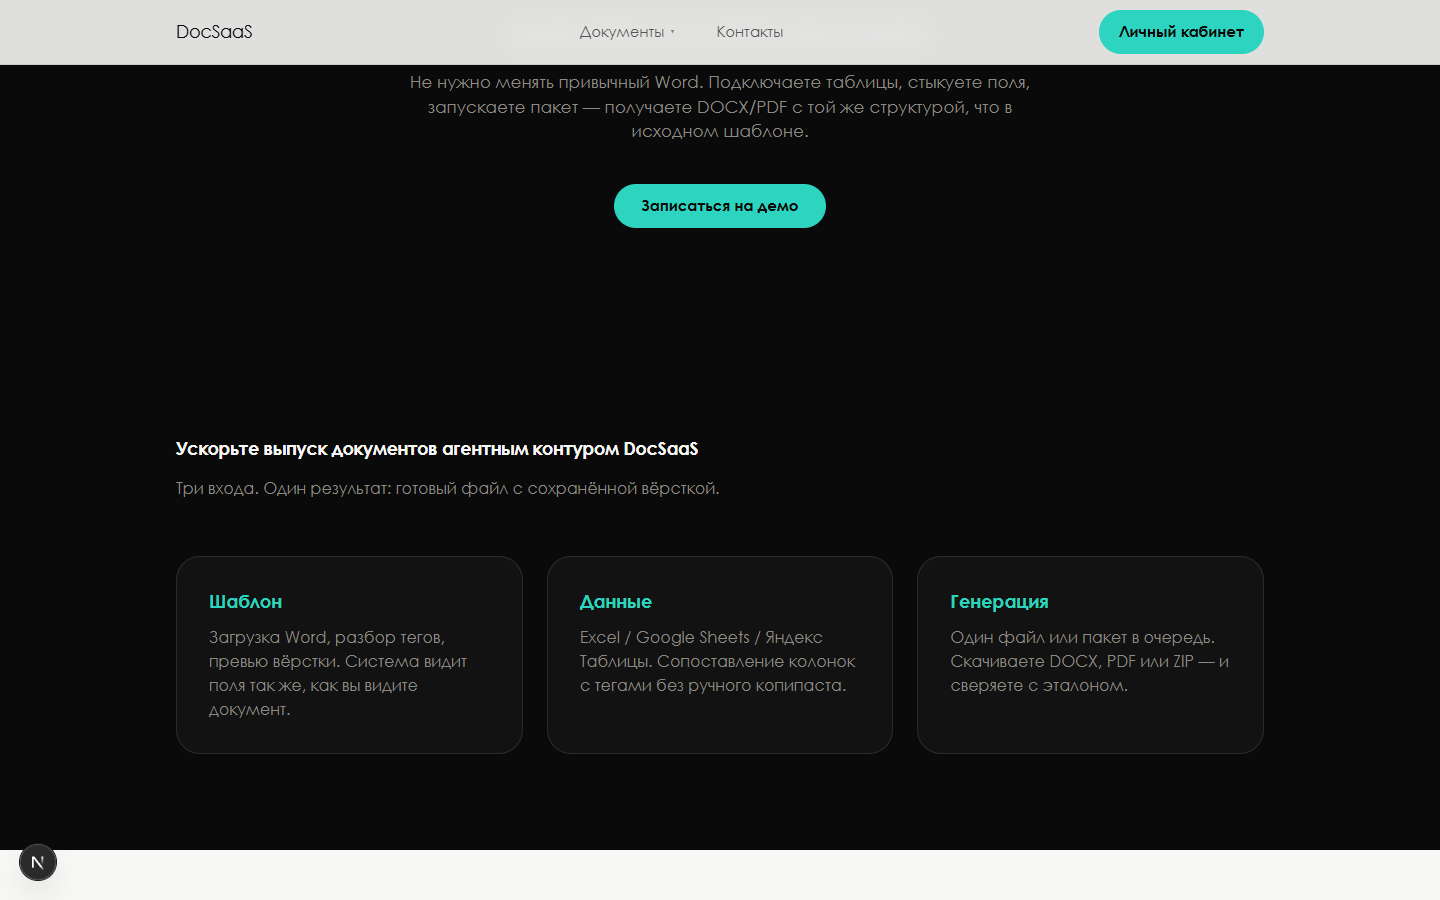 DocSaaS
Документы
Контакты
Личный кабинет
Не нужно менять привычный Word. Подключаете таблицы, стыкуете поля,
запускаете пакет — получаете DOCX/PDF с той же структурой, что в
исходном шаблоне.
Записаться на демо
Ускорьте выпуск документов агентным контуром DocSaaS
Три входа. Один результат: готовый файл с сохранённой вёрсткой.
Шаблон
Загрузка Word, разбор тегов,
превью вёрстки. Система видит
поля так же, как вы видите
документ.
Данные
Excel / Google Sheets / Яндекс
Таблицы. Сопоставление колонок
с тегами без ручного копипаста.
Генерация
Один файл или пакет в очередь.
Скачиваете DOCX, PDF или ZIP — и
сверяете с эталоном.
N